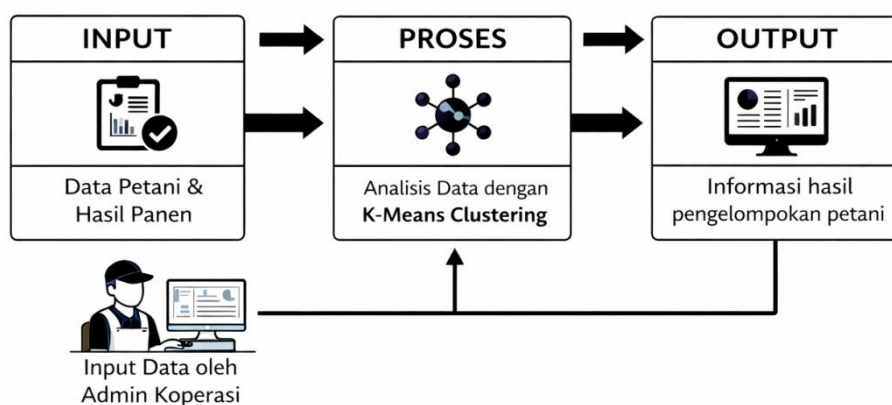 INPUT
Data Petani &
Hasil Panen
PROSES
Analisis Data dengan
K-Means Clustering
OUTPUT
Informasi hasil
pengelompokan petani
Input Data oleh
Admin Koperasi